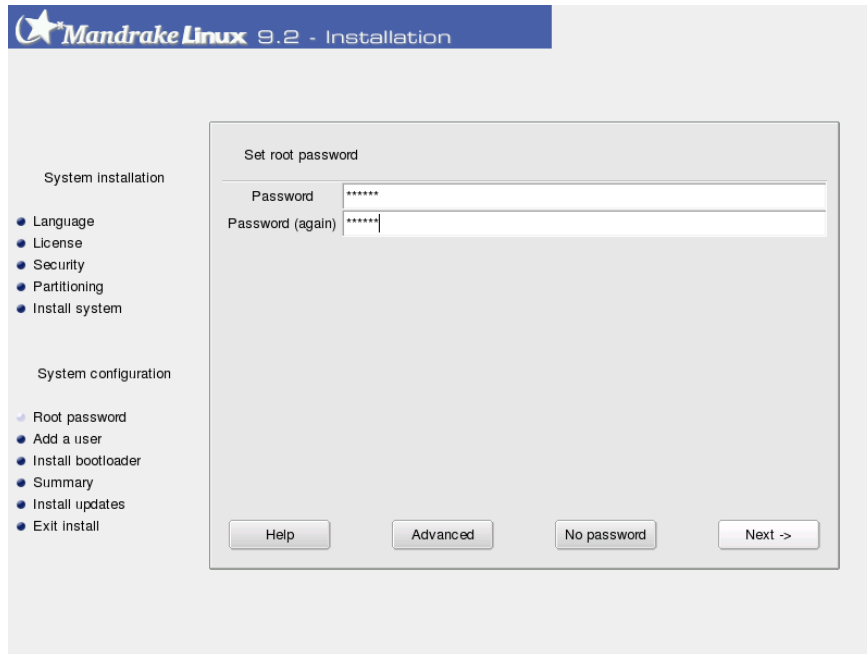 Mandrake Linux 9.2 - Installation
System installation
Language
License
Security
Partitioning
Install system
System configuration
Root password
Add a user
Install bootloader
Summary
Install updates
Exit install
Set root password
Password ******
Password (again) ******
Help Advanced No password Next ->